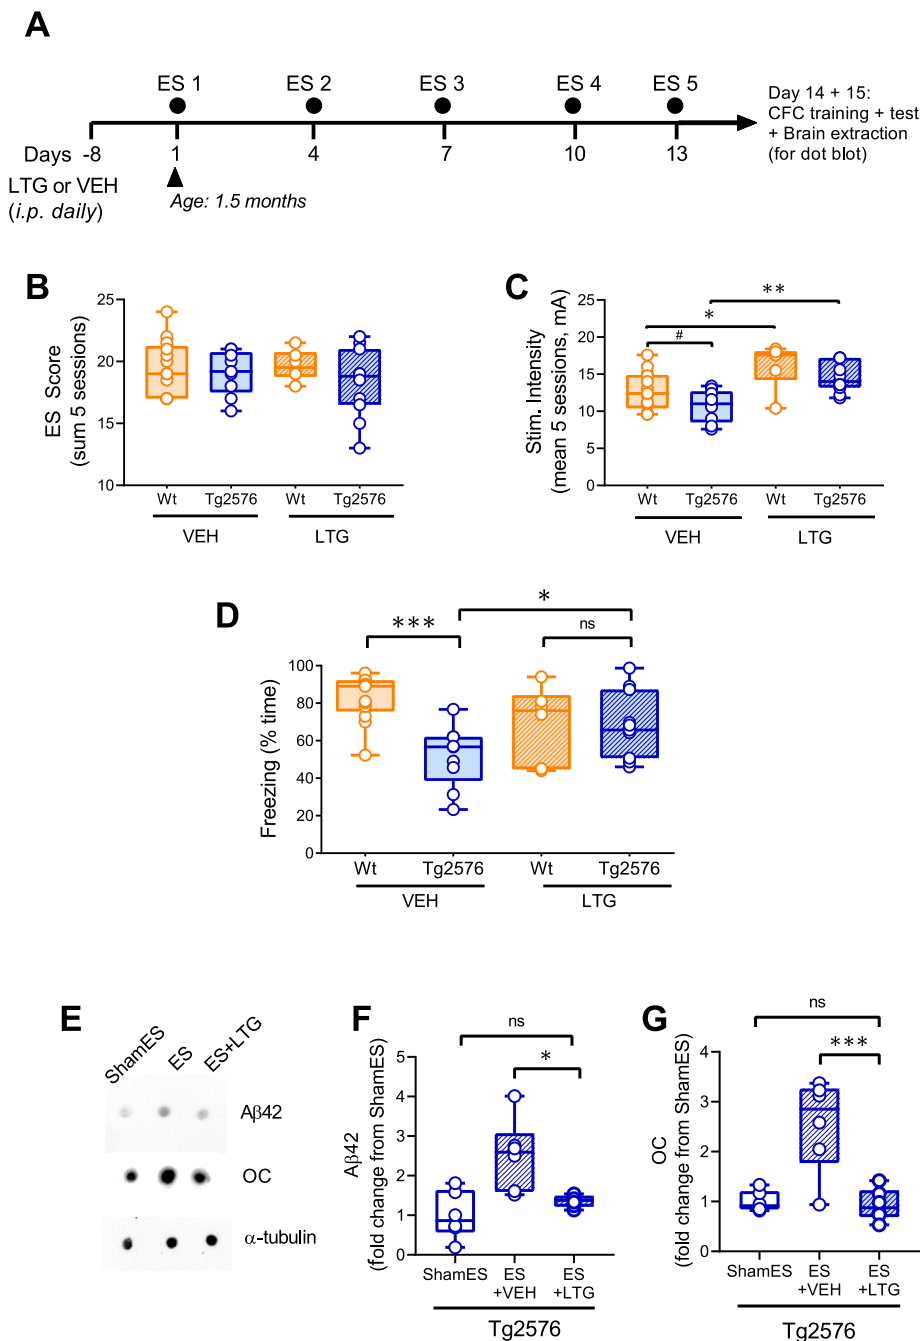 A
ES 1
ES 2
ES 3
ES 4
ES 5
Day 14 + 15:
CFC training + test
+ Brain extraction
(for dot blot)
Days -8 1 4 7 10 13
LTG or VEH
(i.p. daily)
Age: 1.5 months
B
ES Score
(sum 5 sessions)
25
20
15
10
Wt Tg2576 Wt Tg2576
VEH LTG
C
Stim. Intensity
(mean 5 sessions, mA)
25
20
15
10
5
0
**
*
#
Wt Tg2576 Wt Tg2576
VEH LTG
D
Freezing (% time)
100
80
60
40
20
0
*
***
ns
Wt Tg2576 Wt Tg2576
VEH LTG
E
ShamES
ES
ES+LTG
Aβ42
OC
α-tubulin
F
Aβ42
(fold change from ShamES)
5
4
3
2
1
0
ns
*
ShamES ES ES
+VEH +LTG
Tg2576
G
OC
(fold change from ShamES)
4
3
2
1
0
ns
***
ShamES ES ES
+VEH +LTG
Tg2576